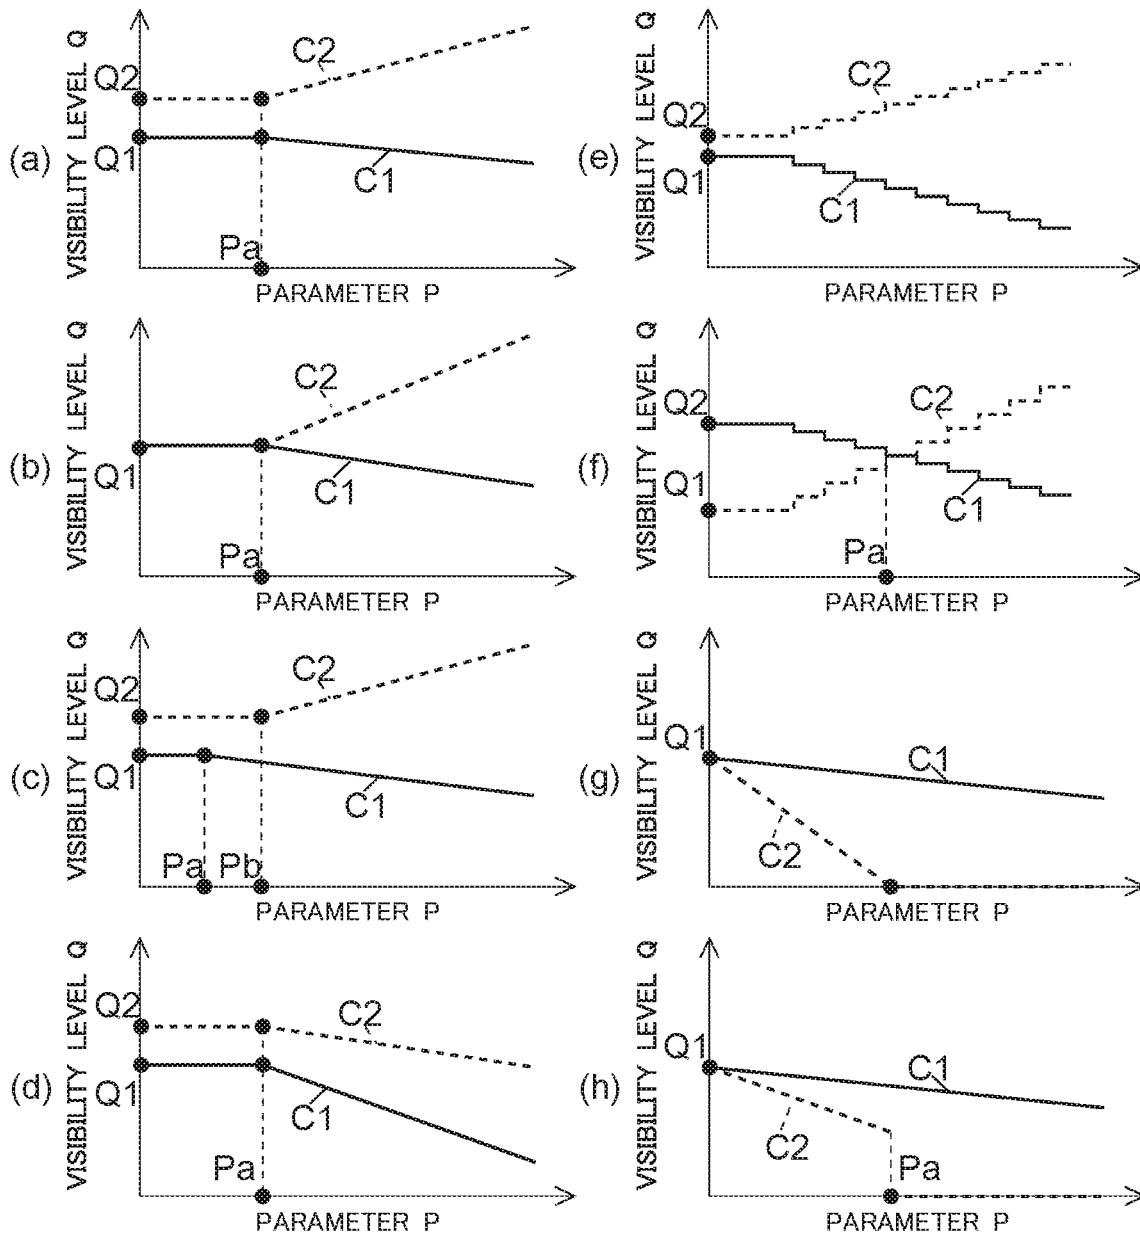 (a)
VISIBILITY LEVEL Q
Q2
Q1
C2
C1
Pa
PARAMETER P
(b)
VISIBILITY LEVEL Q
Q1
C2
C1
Pa
PARAMETER P
(c)
VISIBILITY LEVEL Q
Q2
Q1
C2
C1
Pa Pb
PARAMETER P
(d)
VISIBILITY LEVEL Q
Q2
Q1
C2
C1
Pa
PARAMETER P
(e)
VISIBILITY LEVEL Q
Q2
Q1
C2
C1
PARAMETER P
(f)
VISIBILITY LEVEL Q
Q2
Q1
C2
C1
Pa
PARAMETER P
(g)
VISIBILITY LEVEL Q
Q1
C1
C2
PARAMETER P
(h)
VISIBILITY LEVEL Q
Q1
C1
C2
Pa
PARAMETER P